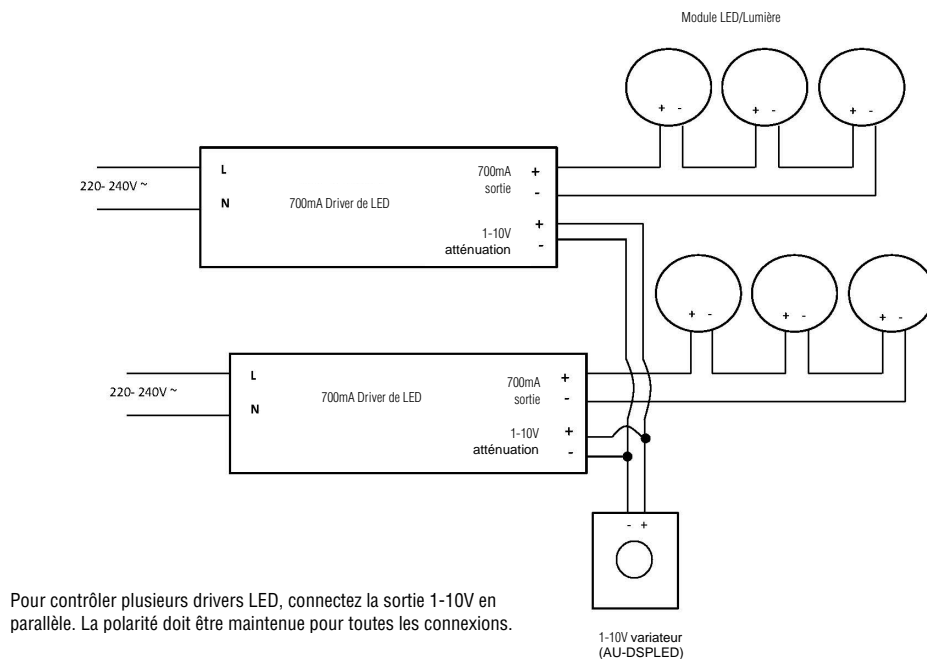 Module LED/Lumière
+ - + - + -
L
700mA +
220- 240V ~
sortie -
N
700mA Driver de LED
+
1-10V
atténuation -
+ - + - + -
L
700mA +
220- 240V ~
700mA Driver de LED
sortie -
N
1-10V +
atténuation -
- +
Pour contrôler plusieurs drivers LED, connectez la sortie 1-10V en
parallèle. La polarité doit être maintenue pour toutes les connexions.
1-10V variateur
(AU-DSPLED)